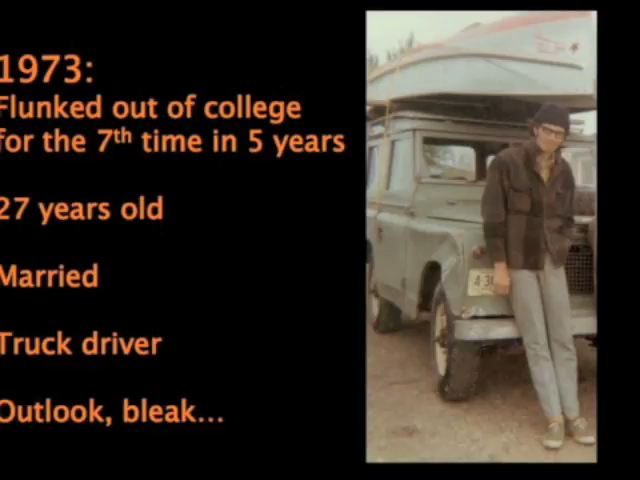 1973:
Flunked out of college
for the 7th time in 5 years
27 years old
Married
Truck driver
Outlook, bleak...